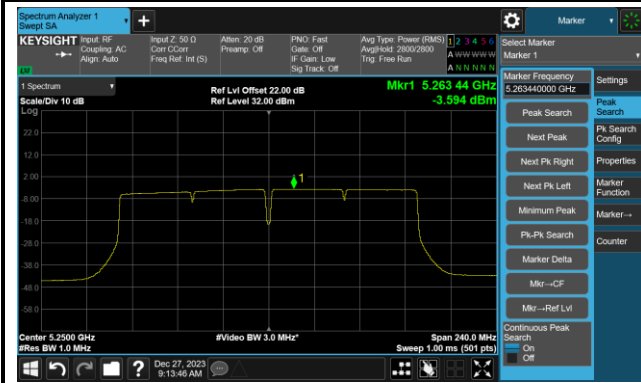 Spectrum Analyzer 1
Swept SA
Marker
KEYSIGHT
Input: RF
Coupling: AC
Align: Auto
Input Z: 50 Ω
Corr CCorr
Freq Ref: Int (S)
Atten: 20 dB
Preamp: Off
PNO: Fast
Gate: Off
IF Gain: Low
Sig Track: Off
Avg Type: Power (RMS)
Avg|Hold: 2800/2800
Trig: Free Run
1 2 3 4 5 6
A W W W W W
A N N N N N
Select Marker
Marker 1
1 Spectrum
Scale/Div 10 dB
Log
Ref Lvl Offset 22.00 dB
Ref Level 32.00 dBm
Mkr1 5.263 44 GHz
-3.594 dBm
22.0
12.0
2.00
-8.00
-18.0
-28.0
-38.0
-48.0
-58.0
1
Center 5.2500 GHz
#Res BW 1.0 MHz
#Video BW 3.0 MHz*
Span 240.0 MHz
Sweep 1.00 ms (501 pts)
Marker Frequency
5.263440000 GHz
Peak Search
Next Peak
Next Pk Right
Next Pk Left
Minimum Peak
Pk-Pk Search
Marker Delta
Mkr→CF
Mkr→Ref Lvl
Continuous Peak
Search
On
Off
Settings
Peak
Search
Pk Search
Config
Properties
Marker
Function
Marker→
Counter
?
Dec 27, 2023
9:13:46 AM